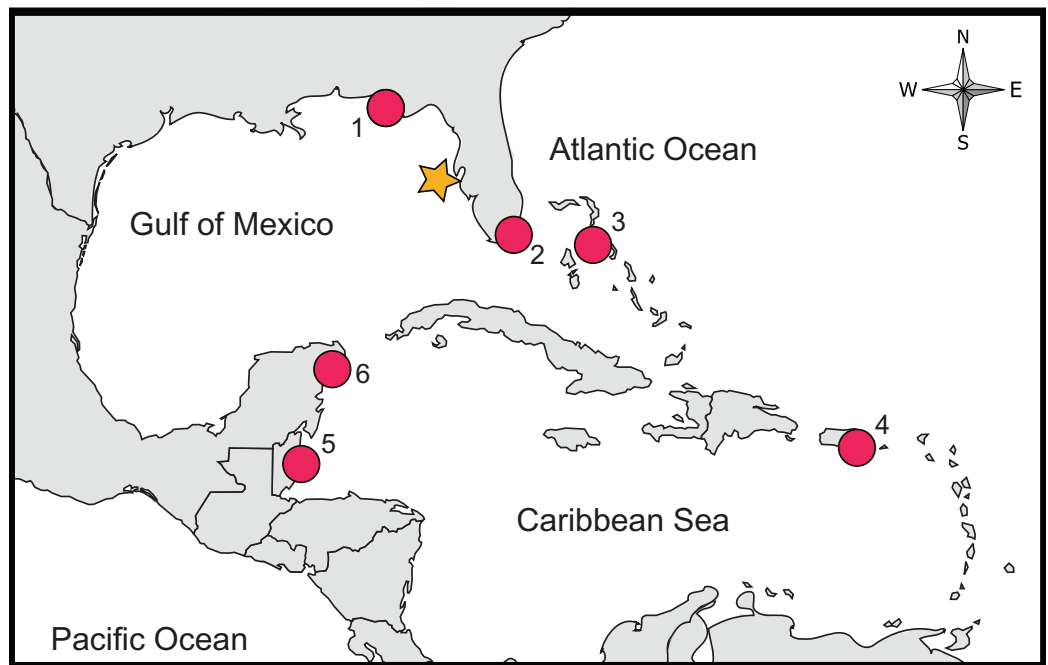 N
W E
S
1
Atlantic Ocean
Gulf of Mexico
3
2
6
4
5
Caribbean Sea
Pacific Ocean